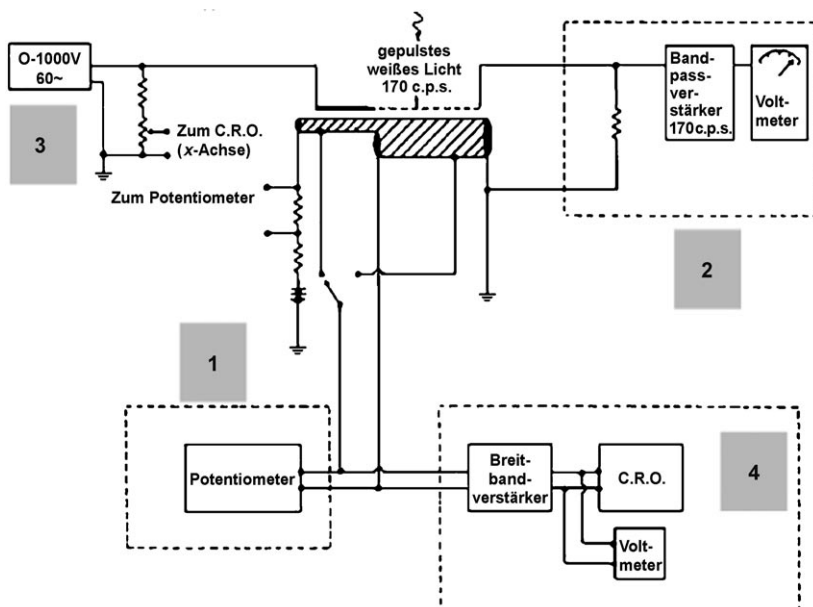 O-1000V
60~
gepulstes
weißes Licht
170 c.p.s.
Band-
pass-
ver-
stärker
170c.p.s.
Volt-
meter
3
Zum C.R.O.
(x-Achse)
Zum Potentiometer
2
1
Potentiometer
Breit-
band-
verstärker
C.R.O.
4
Volt-
meter